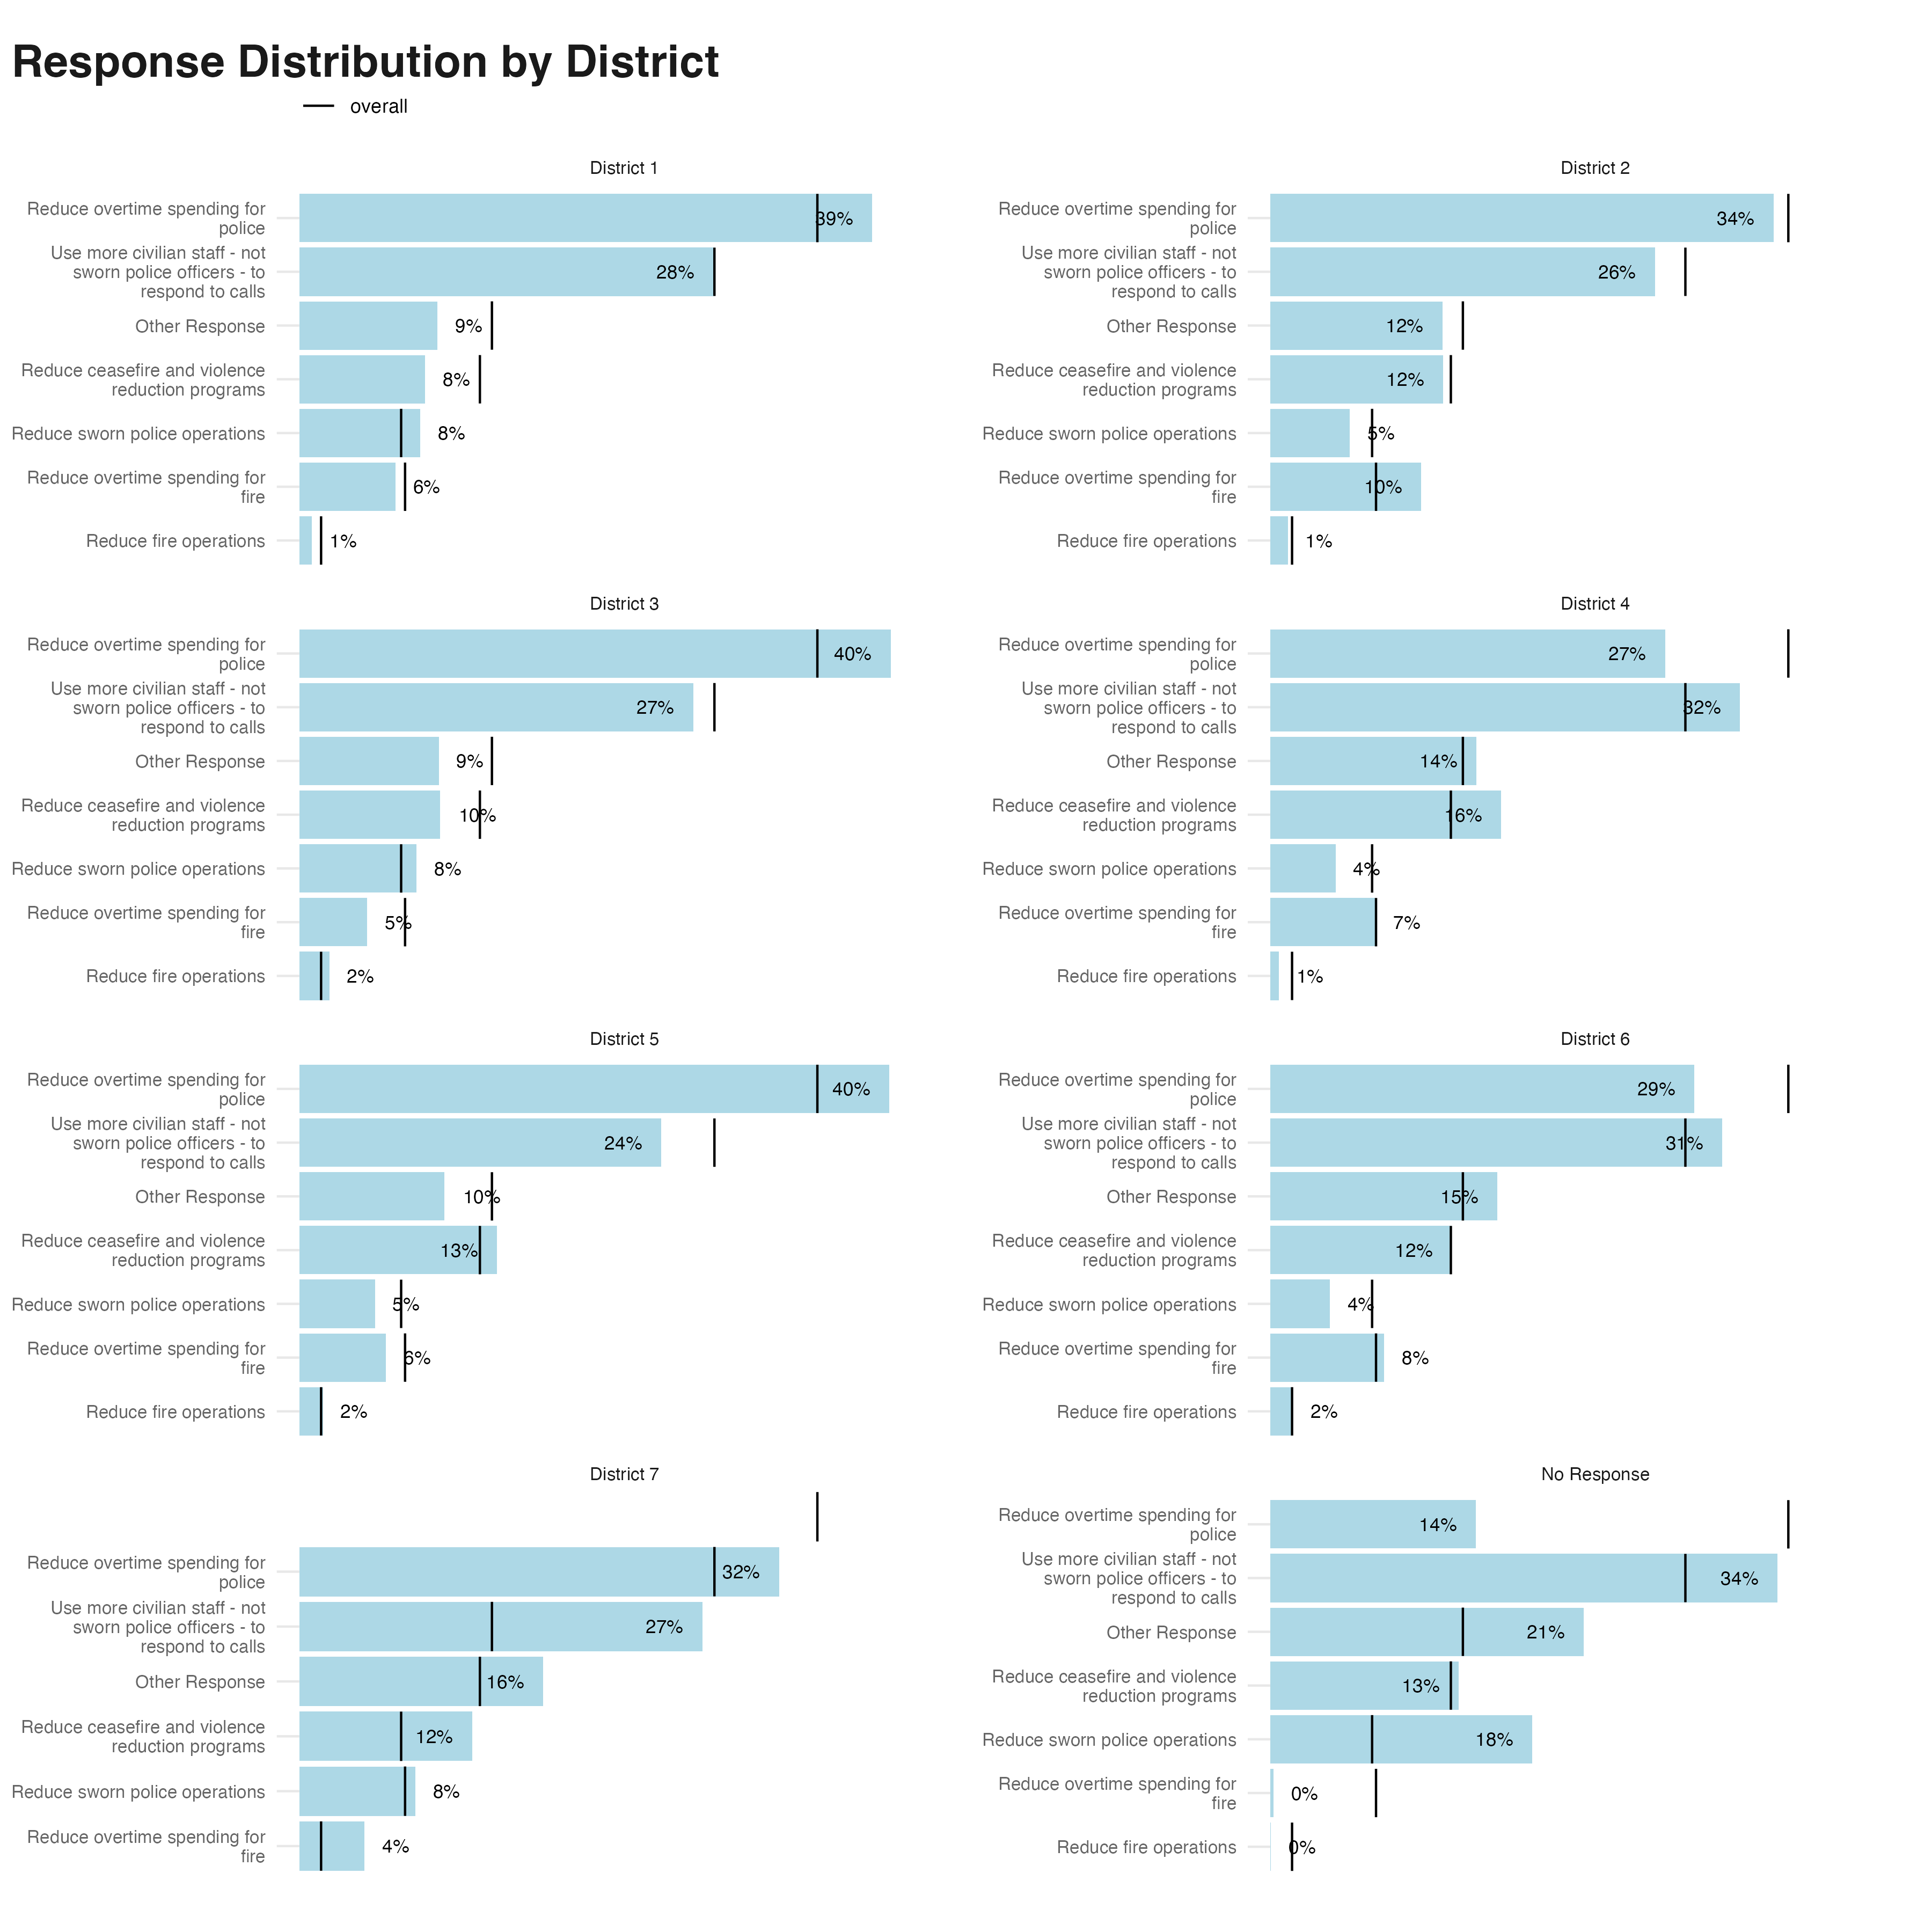 Response Distribution by District
overall
District 1
Reduce overtime spending for
police
39%
Use more civilian staff - not
sworn police officers - to
respond to calls
28%
Other Response
9%
Reduce ceasefire and violence
reduction programs
8%
Reduce sworn police operations
8%
Reduce overtime spending for
fire
6%
Reduce fire operations
1%
District 2
Reduce overtime spending for
police
34%
Use more civilian staff - not
sworn police officers - to
respond to calls
26%
Other Response
12%
Reduce ceasefire and violence
reduction programs
12%
Reduce sworn police operations
5%
Reduce overtime spending for
fire
10%
Reduce fire operations
1%
District 3
Reduce overtime spending for
police
40%
Use more civilian staff - not
sworn police officers - to
respond to calls
27%
Other Response
9%
Reduce ceasefire and violence
reduction programs
10%
Reduce sworn police operations
8%
Reduce overtime spending for
fire
5%
Reduce fire operations
2%
District 4
Reduce overtime spending for
police
27%
Use more civilian staff - not
sworn police officers - to
respond to calls
32%
Other Response
14%
Reduce ceasefire and violence
reduction programs
16%
Reduce sworn police operations
4%
Reduce overtime spending for
fire
7%
Reduce fire operations
1%
District 5
Reduce overtime spending for
police
40%
Use more civilian staff - not
sworn police officers - to
respond to calls
24%
Other Response
10%
Reduce ceasefire and violence
reduction programs
13%
Reduce sworn police operations
5%
Reduce overtime spending for
fire
6%
Reduce fire operations
2%
District 6
Reduce overtime spending for
police
29%
Use more civilian staff - not
sworn police officers - to
respond to calls
31%
Other Response
15%
Reduce ceasefire and violence
reduction programs
12%
Reduce sworn police operations
4%
Reduce overtime spending for
fire
8%
Reduce fire operations
2%
District 7
Reduce overtime spending for
police
32%
Use more civilian staff - not
sworn police officers - to
respond to calls
27%
Other Response
16%
Reduce ceasefire and violence
reduction programs
12%
Reduce sworn police operations
8%
Reduce overtime spending for
fire
4%
No Response
Reduce overtime spending for
police
14%
Use more civilian staff - not
sworn police officers - to
respond to calls
34%
Other Response
21%
Reduce ceasefire and violence
reduction programs
13%
Reduce sworn police operations
18%
Reduce overtime spending for
fire
0%
Reduce fire operations
0%